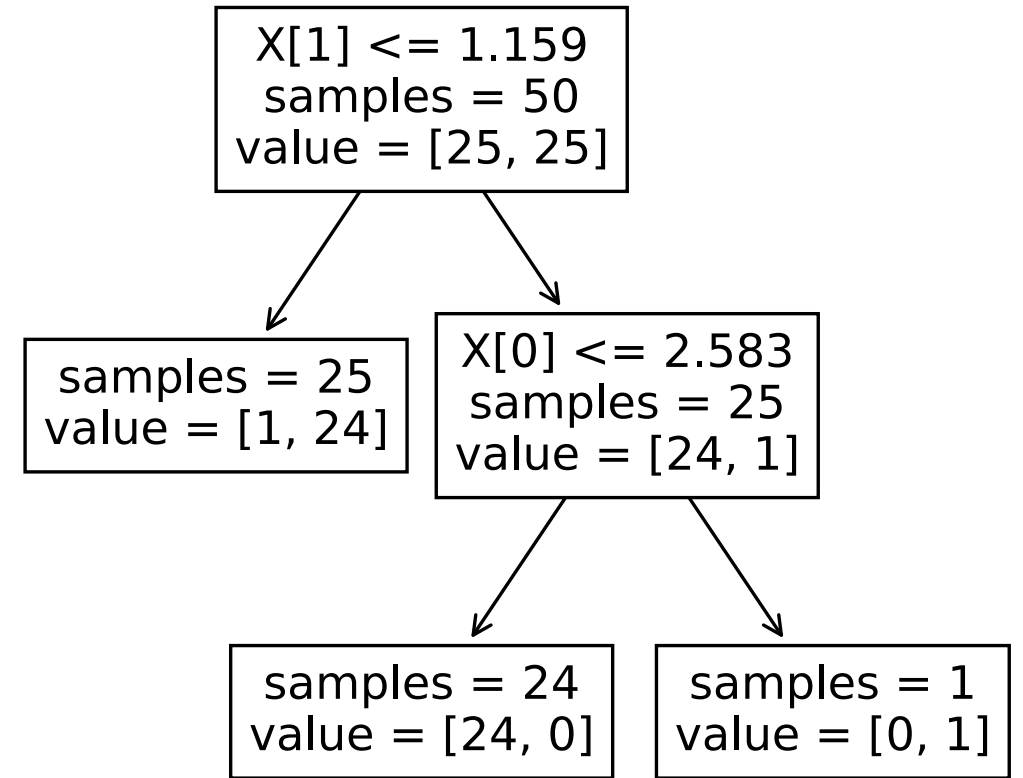 X[1] <= 1.159
samples = 50
value = [25, 25]
samples = 25
value = [1, 24]
X[0] <= 2.583
samples = 25
value = [24, 1]
samples = 24
value = [24, 0]
samples = 1
value = [0, 1]